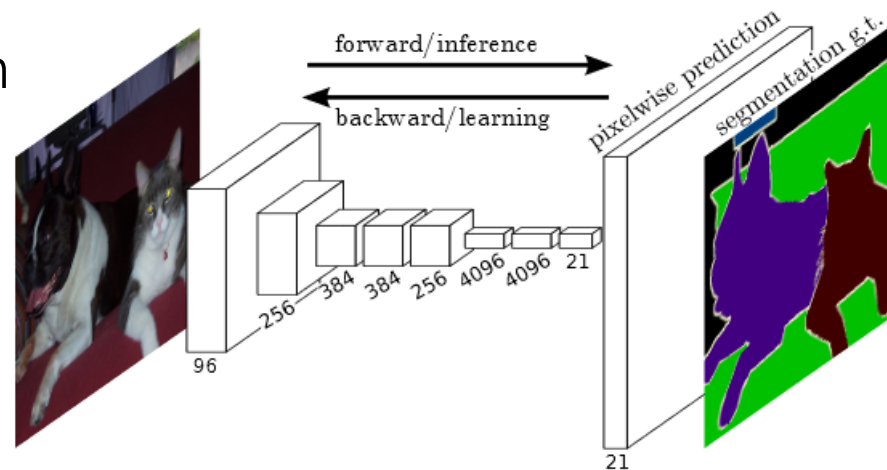 n
forward/inference
backward/learning
pixelwise prediction
segmentation g.t.
96
256
384
384
256
4096
4096
21
21